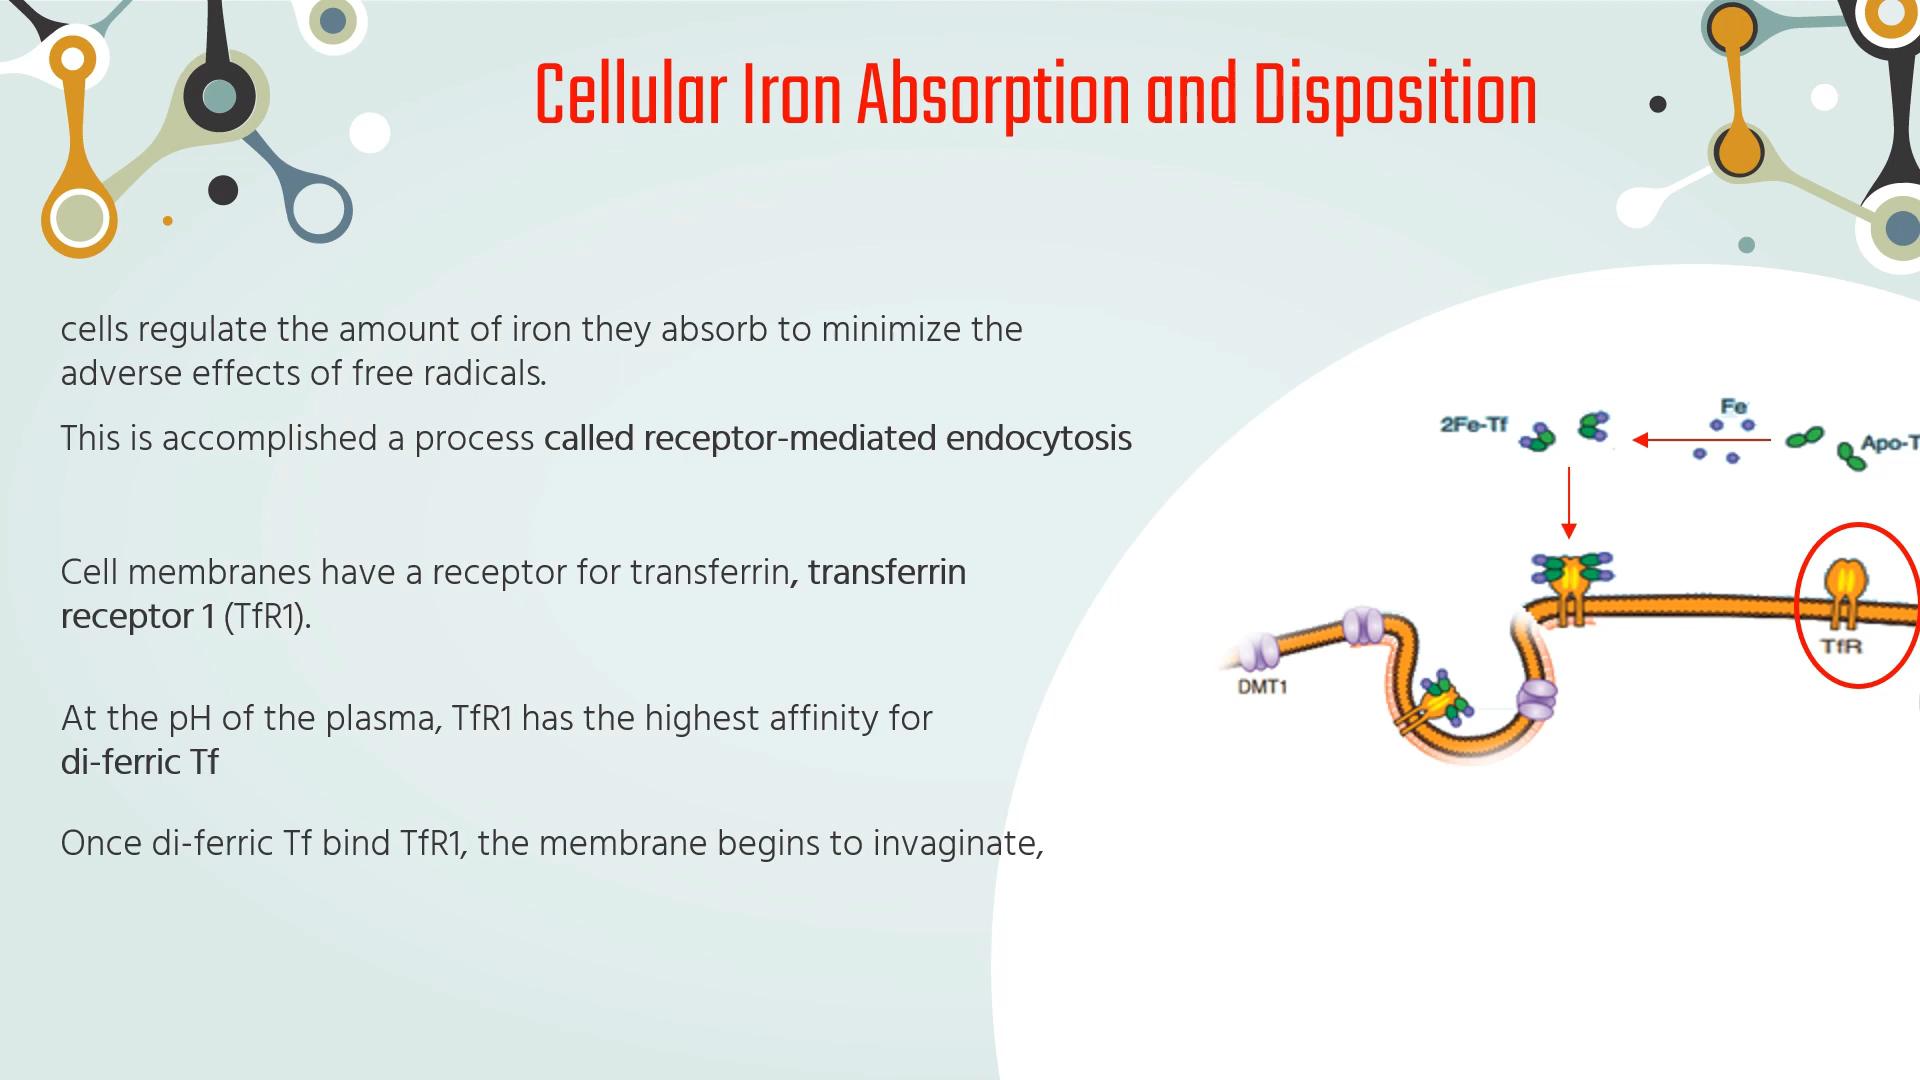 Cellular Iron Absorption and Disposition
cells regulate the amount of iron they absorb to minimize the
adverse effects of free radicals.
This is accomplished a process called receptor-mediated endocytosis
Cell membranes have a receptor for transferrin, transferrin
receptor 1 (TfR1).
At the pH of the plasma, TfR1 has the highest affinity for
di-ferric Tf
Once di-ferric Tf bind TfR1, the membrane begins to invaginate,
2Fe-Tf
Fe
Apo-T
TfR
DMT1